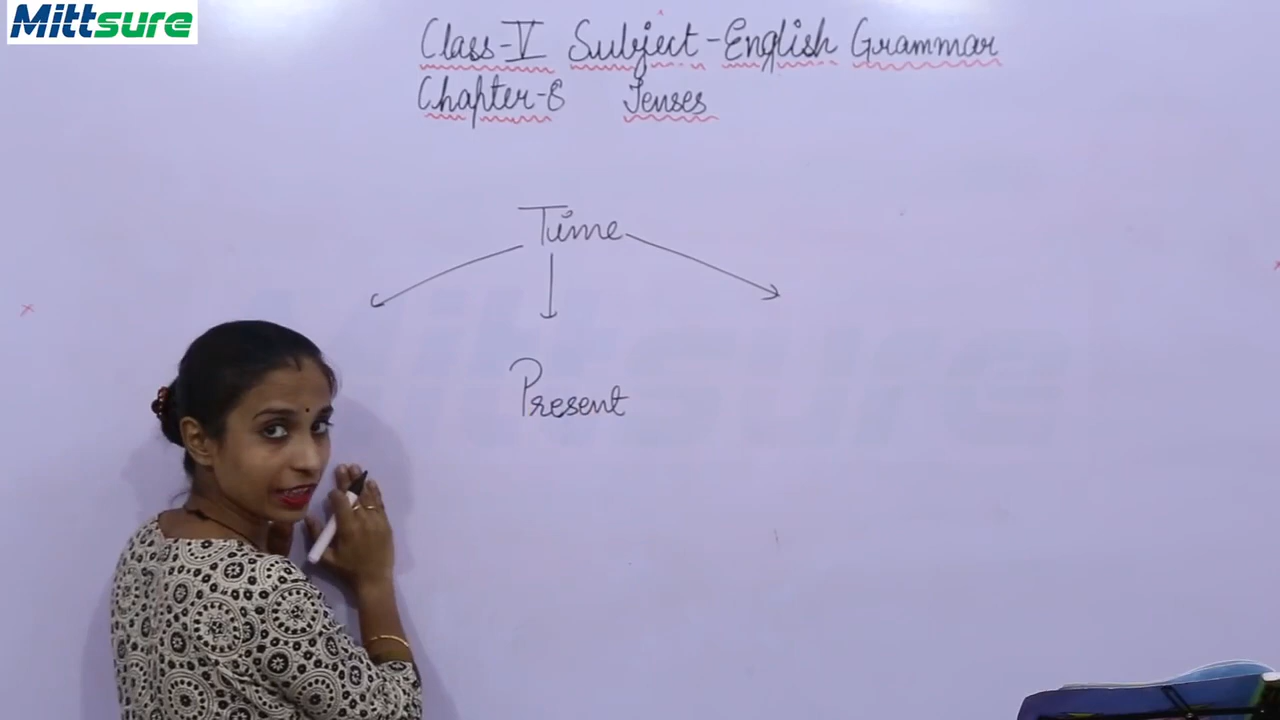 Mittsure
Class-V Subject-English Grammar
Chapter-8 Tenses
Time
Present